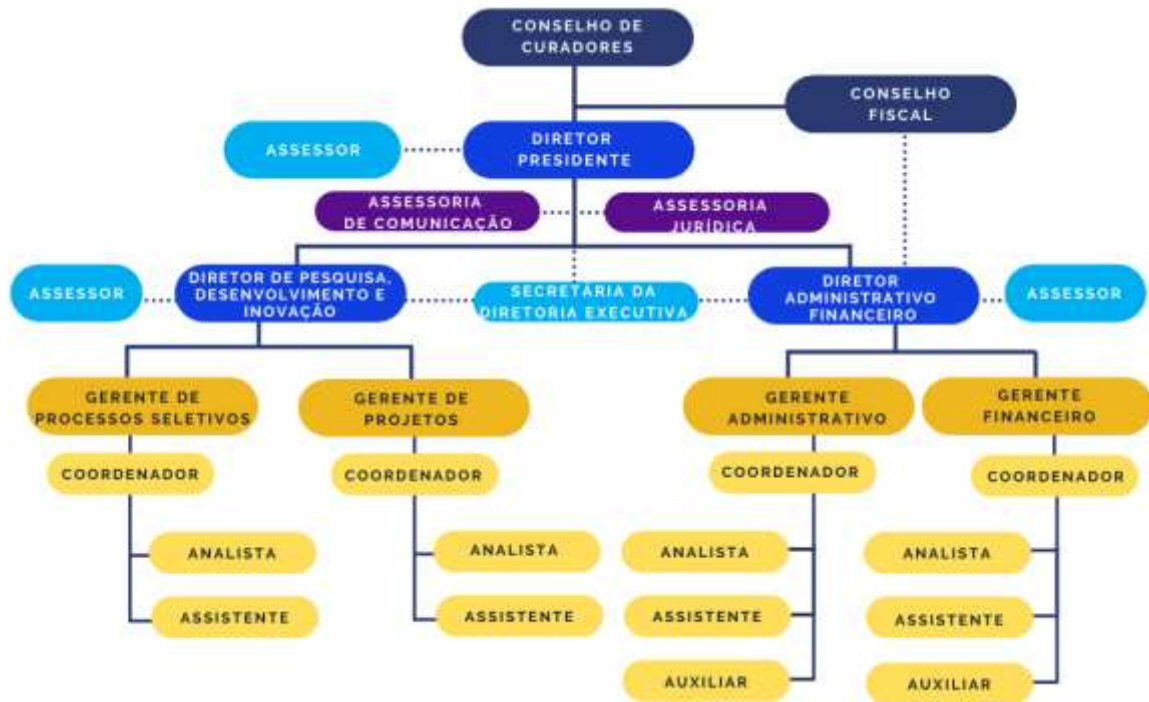 CONSELHO DE
CURADORES
CONSELHO
FISCAL
ASSESSOR
DIRETOR
PRESIDENTE
ASSESSORIA
DE COMUNICAÇÃO
ASSESSORIA
JURÍDICA
ASSESSOR
DIRETOR DE PESQUISA,
DESENVOLVIMENTO E
INOVAÇÃO
SECRETÁRIA DA
DIRETORIA EXECUTIVA
DIRETOR
ADMINISTRATIVO
FINANCEIRO
ASSESSOR
GERENTE DE
PROCESSOS SELETIVOS
GERENTE DE
PROJETOS
GERENTE
ADMINISTRATIVO
GERENTE
FINANCEIRO
COORDENADOR
COORDENADOR
COORDENADOR
COORDENADOR
ANALISTA
ANALISTA
ANALISTA
ANALISTA
ASSISTENTE
ASSISTENTE
ASSISTENTE
ASSISTENTE
AUXILIAR
AUXILIAR